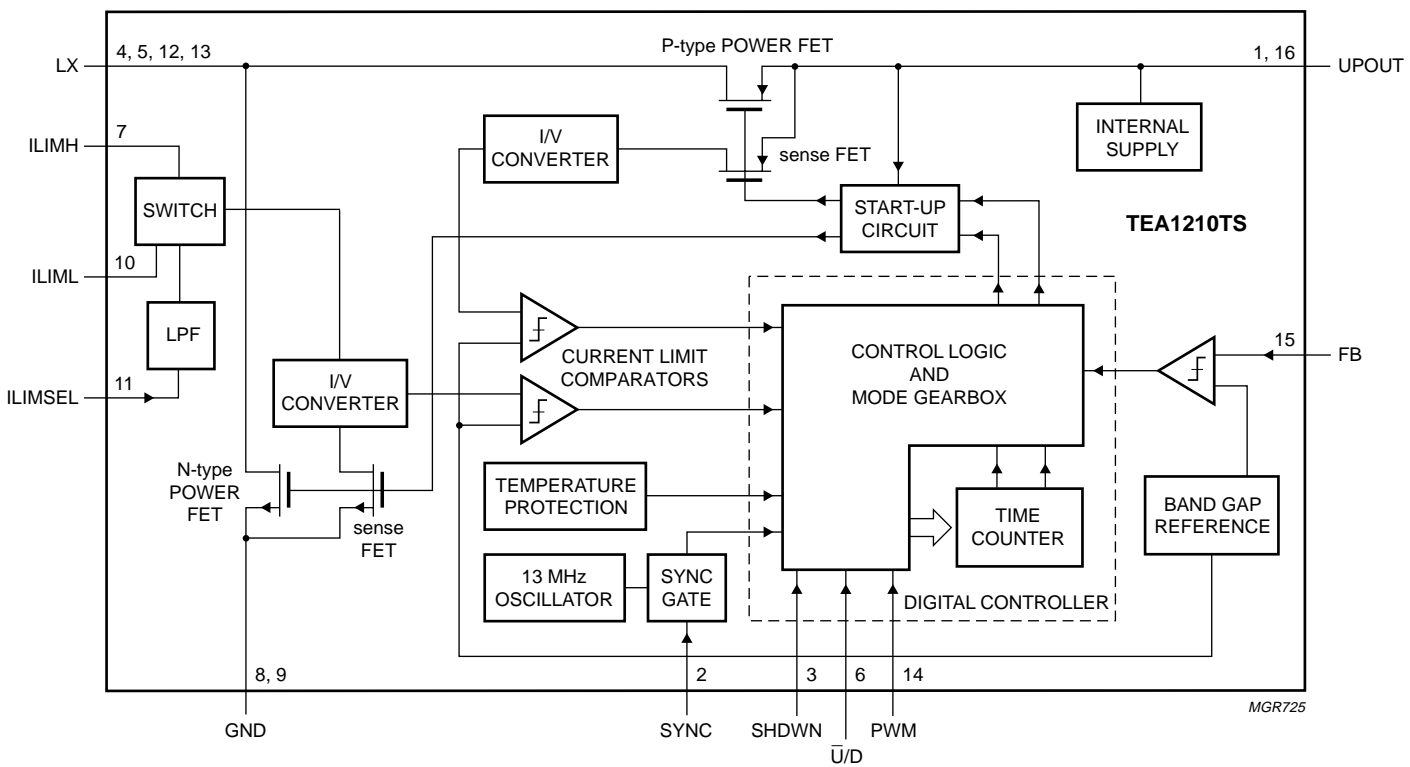 P-type POWER FET
4, 5, 12, 13
1, 16
LX
UPOUT
7
ILIMH
I/V
CONVERTER
sense FET
INTERNAL
SUPPLY
SWITCH
START-UP
CIRCUIT
TEA1210TS
10
ILIML
LPF
CURRENT LIMIT
COMPARATORS
CONTROL LOGIC
AND
MODE GEARBOX
15
FB
11
ILIMSEL
I/V
CONVERTER
N-type
POWER
FET
sense
FET
TEMPERATURE
PROTECTION
TIME
COUNTER
BAND GAP
REFERENCE
13 MHz
OSCILLATOR
SYNC
GATE
DIGITAL CONTROLLER
8, 9
2
3
6
14
MGR725
GND
SYNC
SHDWN
PWM
U̅/D